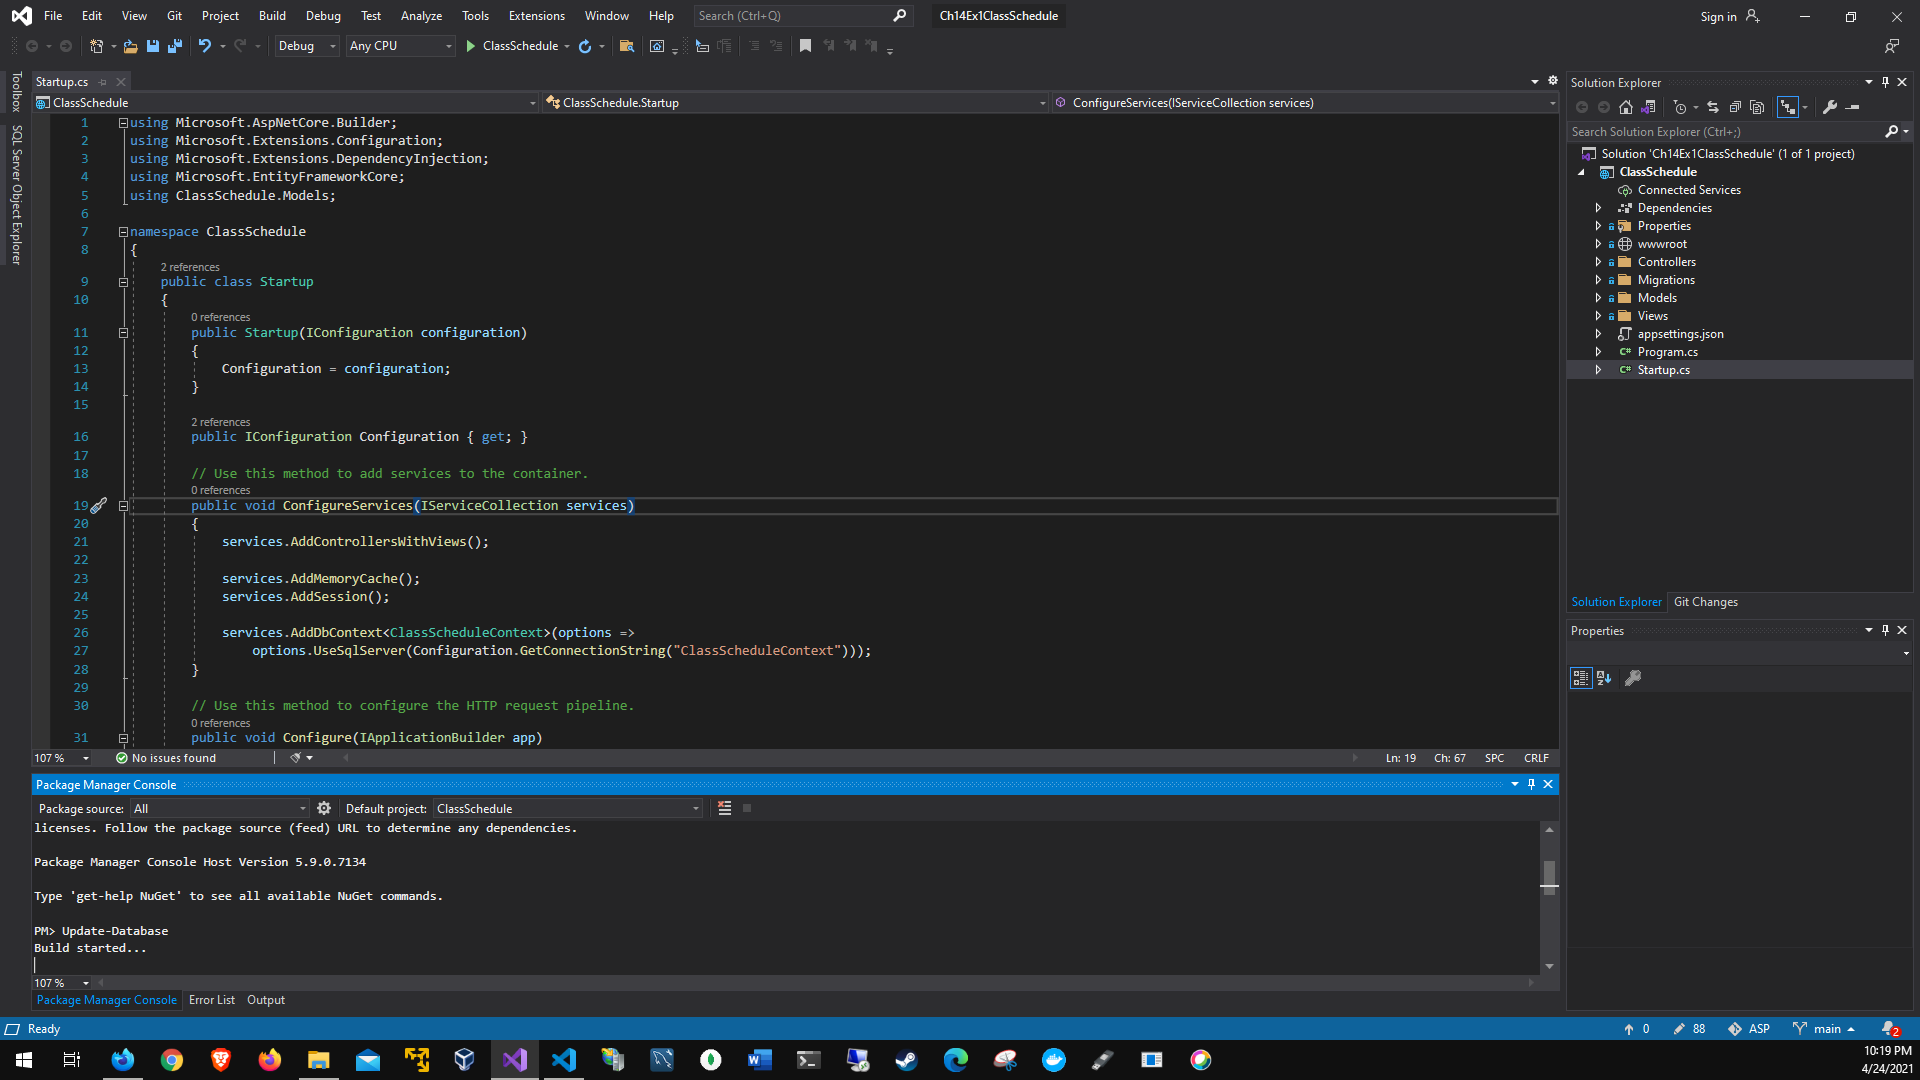 File Edit View Git Project Build Debug Test Analyze Tools Extensions Window Help Search (Ctrl+Q) Ch14Ex1ClassSchedule Sign in
Debug Any CPU ClassSchedule
Toolbox
SQL Server Object Explorer
Startup.cs
ClassSchedule ClassSchedule.Startup ConfigureServices(IServiceCollection services)
1 using Microsoft.AspNetCore.Builder;
2 using Microsoft.Extensions.Configuration;
3 using Microsoft.Extensions.DependencyInjection;
4 using Microsoft.EntityFrameworkCore;
5 using ClassSchedule.Models;
6
7 namespace ClassSchedule
8 {
2 references
9 public class Startup
10 {
0 references
11 public Startup(IConfiguration configuration)
12 {
13 Configuration = configuration;
14 }
15
2 references
16 public IConfiguration Configuration { get; }
17
18 // Use this method to add services to the container.
0 references
19 public void ConfigureServices(IServiceCollection services)
20 {
21 services.AddControllersWithViews();
22
23 services.AddMemoryCache();
24 services.AddSession();
25
26 services.AddDbContext<ClassScheduleContext>(options =>
27 options.UseSqlServer(Configuration.GetConnectionString("ClassScheduleContext")));
28 }
29
30 // Use this method to configure the HTTP request pipeline.
0 references
31 public void Configure(IApplicationBuilder app)
107 % No issues found Ln: 19 Ch: 67 SPC CRLF
Package Manager Console
Package source: All Default project: ClassSchedule
licenses. Follow the package source (feed) URL to determine any dependencies.
Package Manager Console Host Version 5.9.0.7134
Type 'get-help NuGet' to see all available NuGet commands.
PM> Update-Database
Build started...
107 %
Package Manager Console Error List Output
Solution Explorer
Search Solution Explorer (Ctrl+;)
Solution 'Ch14Ex1ClassSchedule' (1 of 1 project)
ClassSchedule
Connected Services
Dependencies
Properties
wwwroot
Controllers
Migrations
Models
Views
appsettings.json
C# Program.cs
C# Startup.cs
Solution Explorer Git Changes
Properties
Ready 0 88 ASP main 2
10:19 PM
4/24/2021